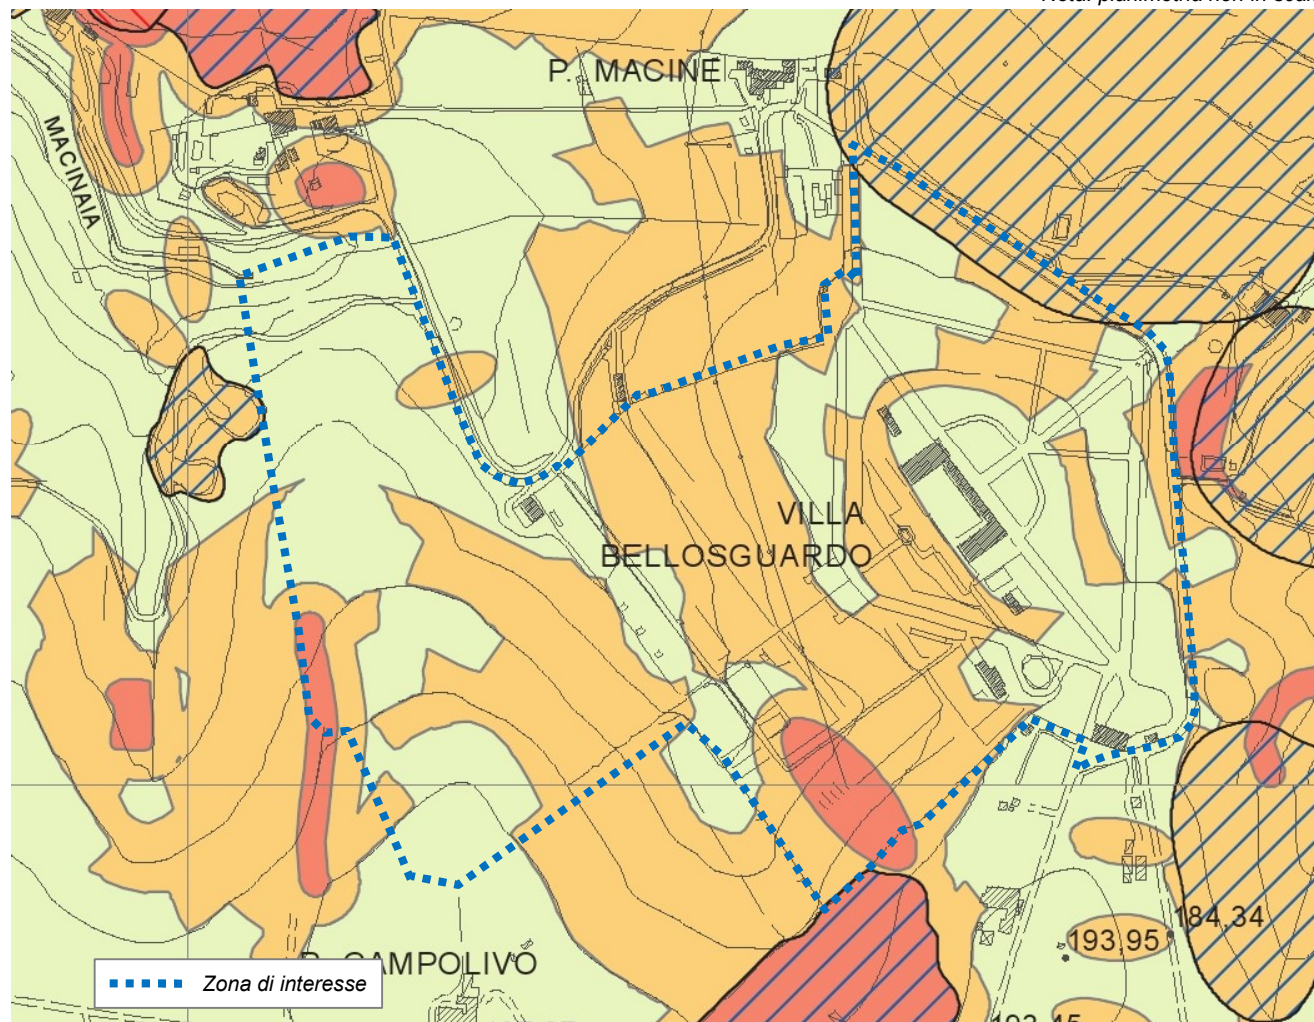 P. MACINE
MACINAIA
VILLA
BELLOSGUARDO
184,34
193,95
CAMPOLIVO
Zona di interesse